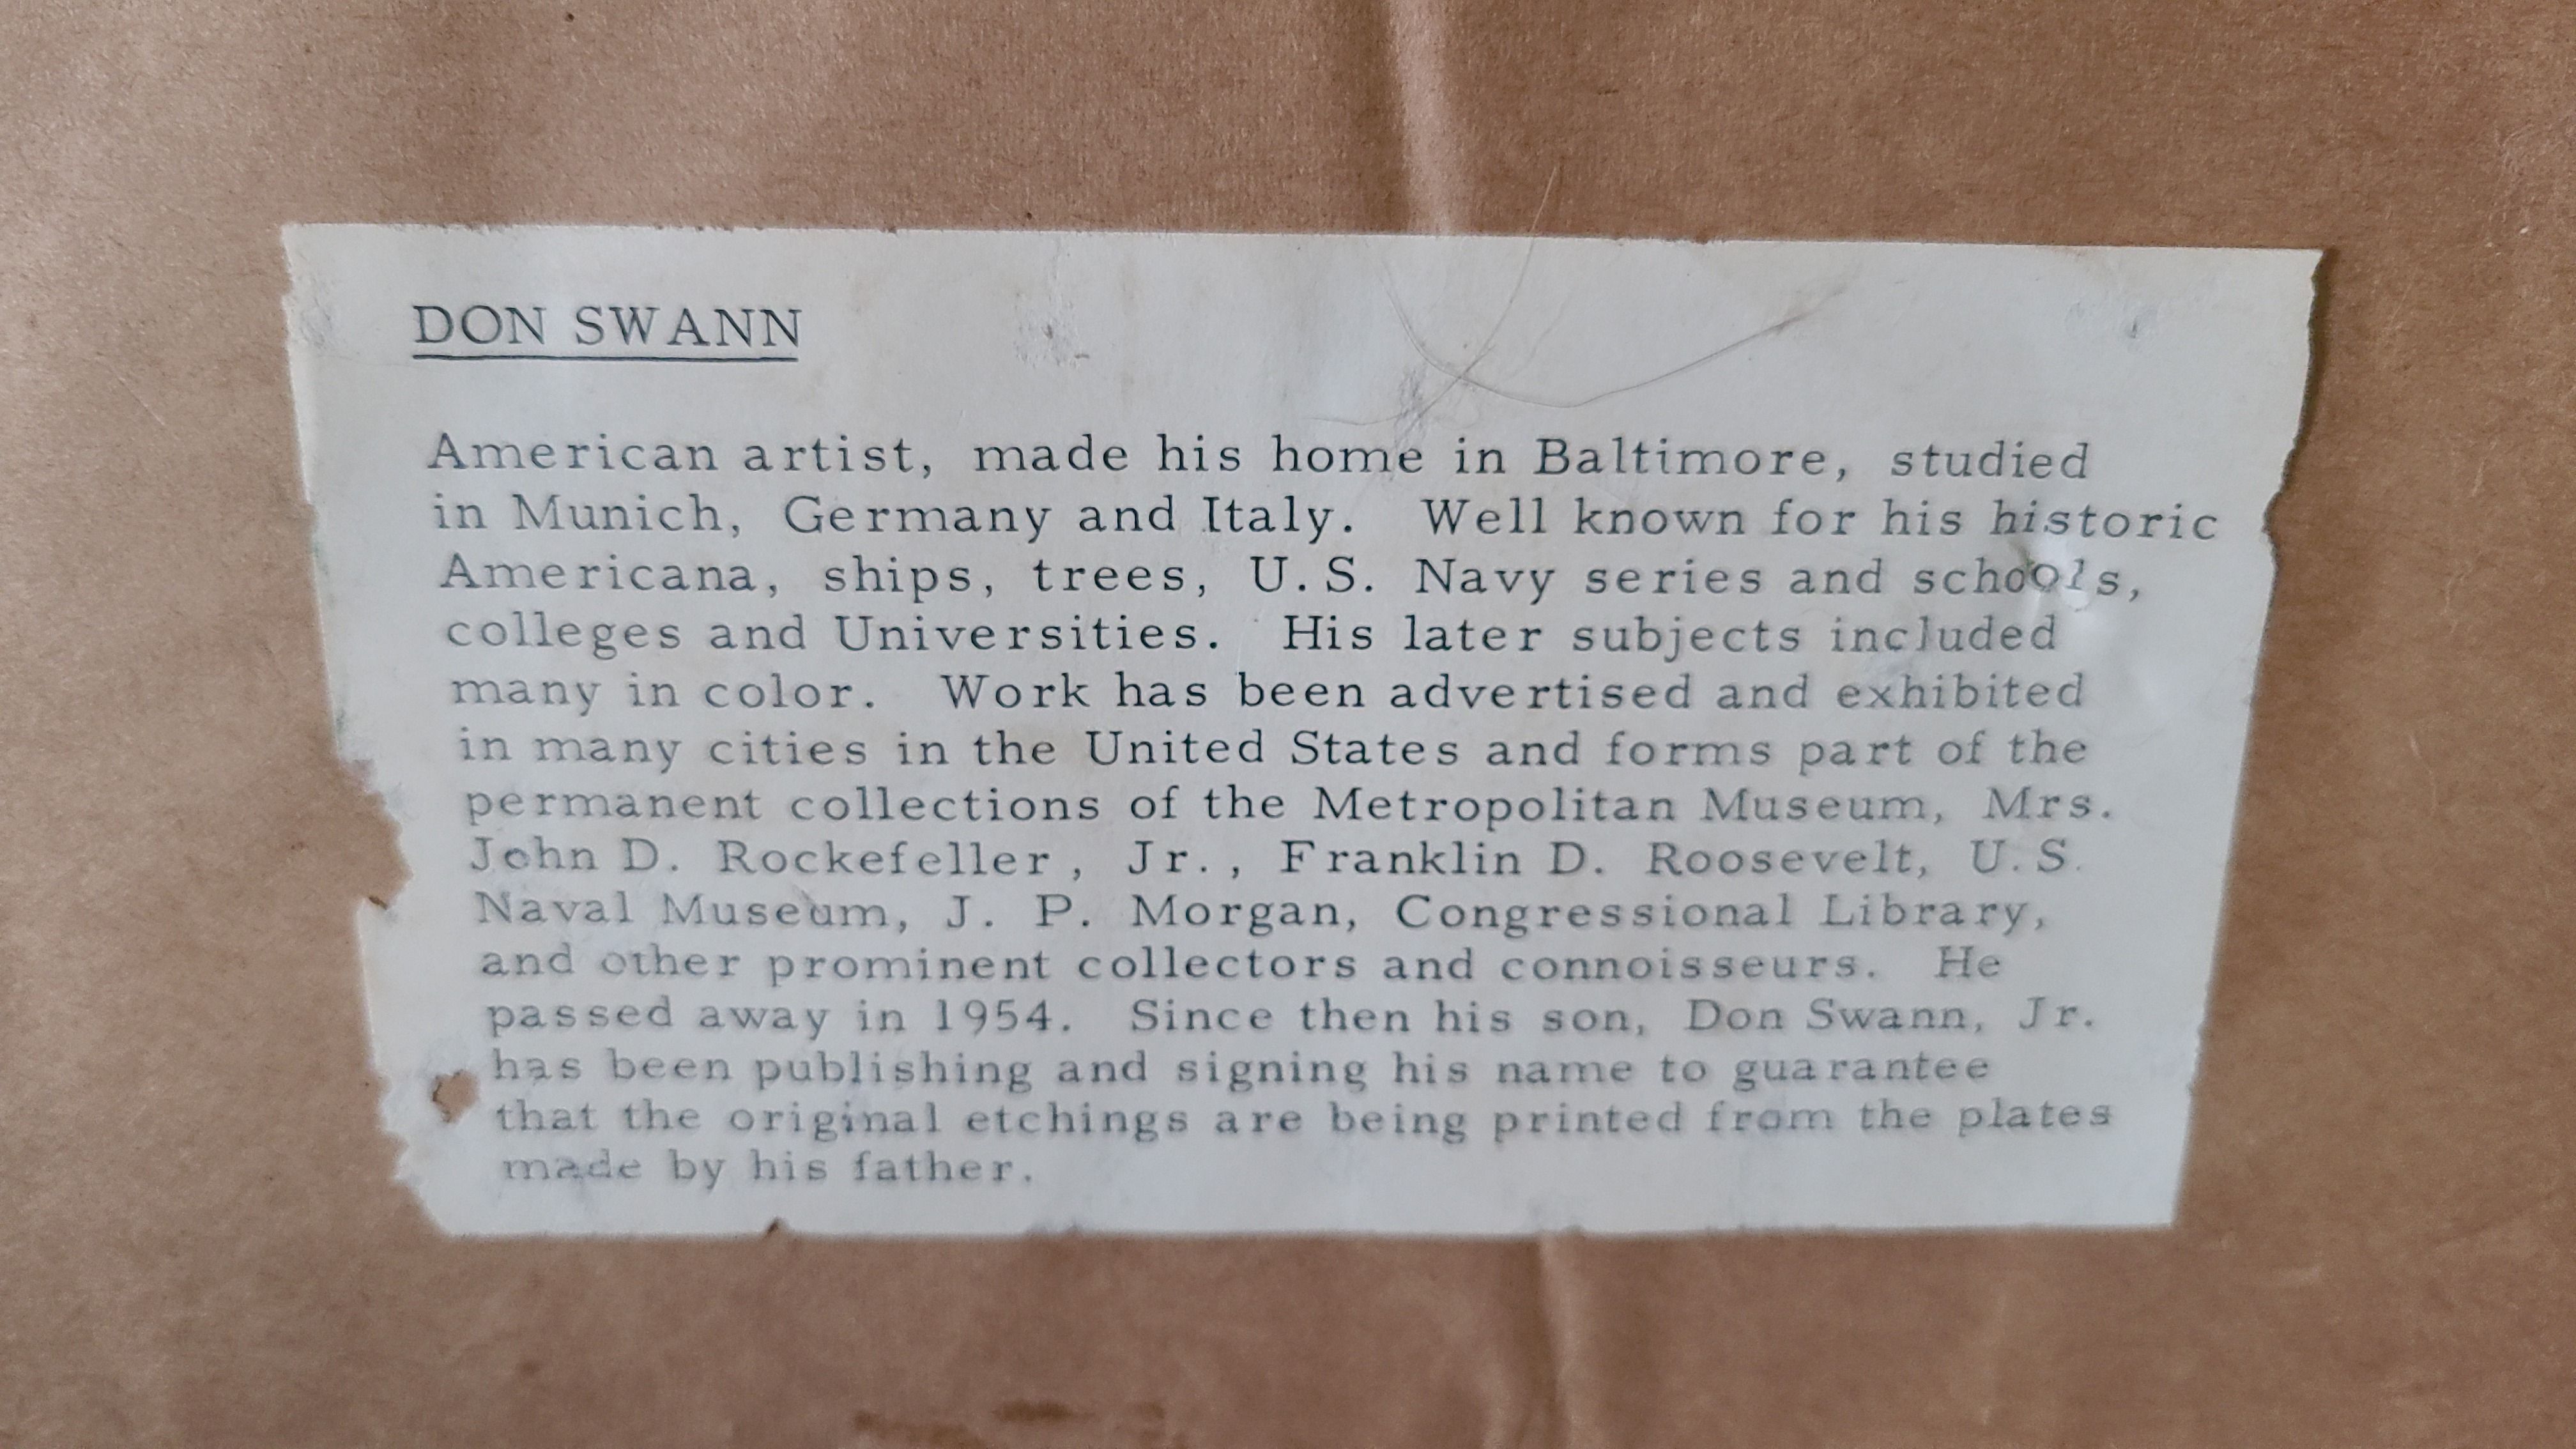 DON SWANN
American artist, made his home in Baltimore, studied
in Munich, Germany and Italy. Well known for his historic
Americana, ships, trees, U.S. Navy series and schools,
colleges and Universities. His later subjects included
many in color. Work has been advertised and exhibited
in many cities in the United States and forms part of the
permanent collections of the Metropolitan Museum, Mrs.
John D. Rockefeller, Jr., Franklin D. Roosevelt, U.S.
Naval Museum, J. P. Morgan, Congressional Library,
and other prominent collectors and connoisseurs. He
passed away in 1954. Since then his son, Don Swann, Jr.
has been publishing and signing his name to guarantee
that the original etchings are being printed from the plates
made by his father.